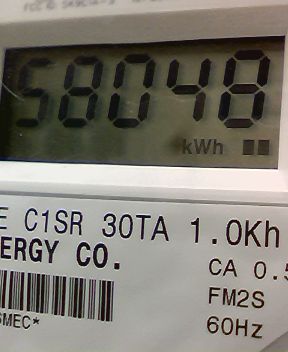 58048
kWh
E C1SR 30TA 1.0Kh
ERGY CO.
CA 0.5
FM2S
60Hz
SMEC*